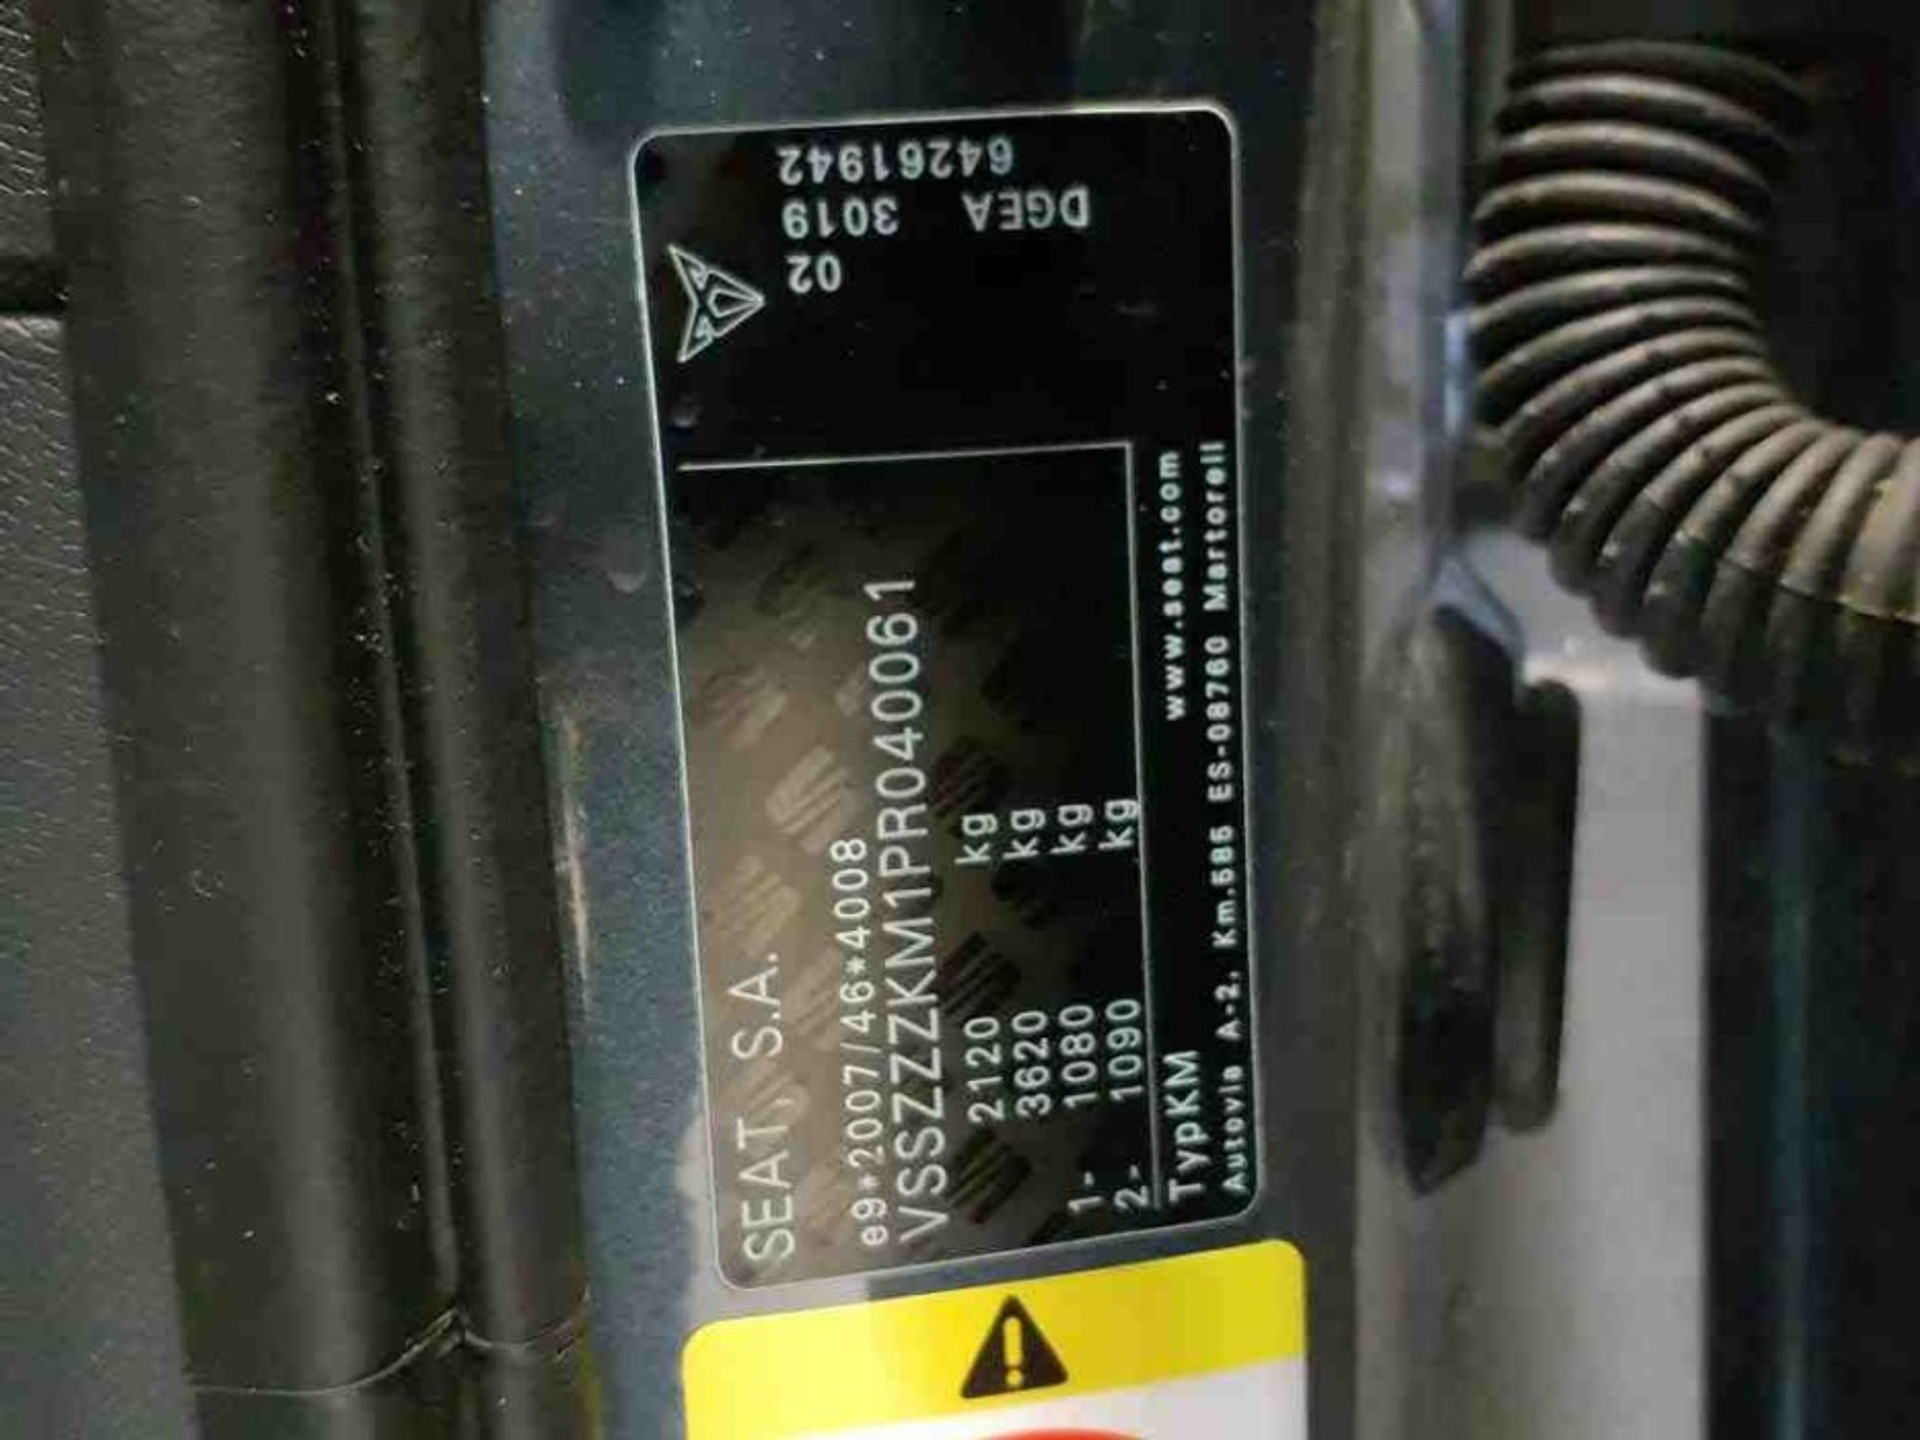 SEAT, S.A.
e9*2007/46*4008
VSSZZZKM1PR040061
2120 kg
3620 kg
1- 1080 kg
2- 1090 kg
TypKM www.seat.com
Autovia A-2, Km.585 ES-08760 Martorell
64261942
DGEA 3019
02